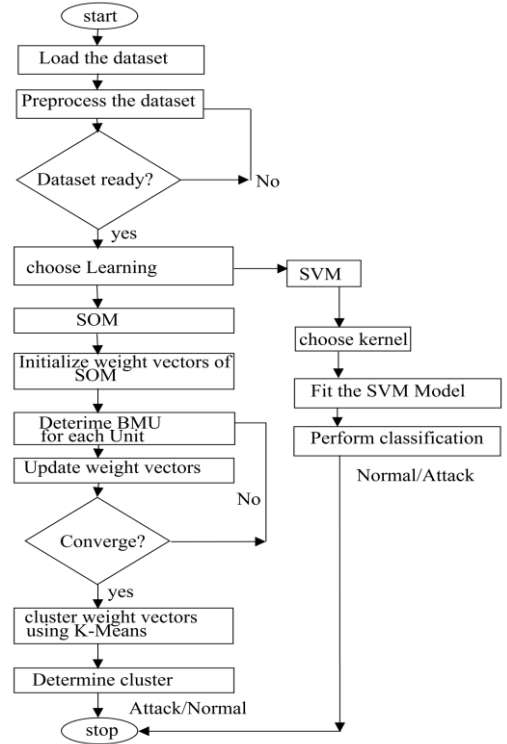 start
Load the dataset
Preprocess the dataset
Dataset ready?
No
yes
choose Learning
SVM
SOM
choose kernel
Initialize weight vectors of
SOM
Fit the SVM Model
Deterime BMU
for each Unit
Perform classification
Update weight vectors
Normal/Attack
No
Converge?
yes
cluster weight vectors
using K-Means
Determine cluster
Attack/Normal
stop